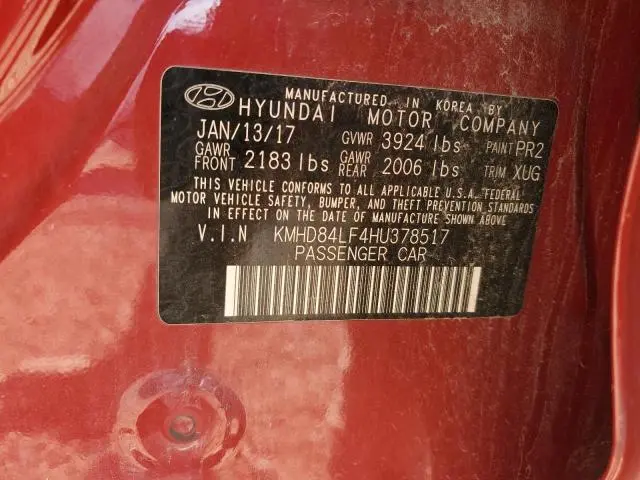 MANUFACTURED IN KOREA BY
HYUNDAI MOTOR COMPANY
JAN/13/17 GVWR 3924 lbs PAINT PR2
GAWR FRONT 2183 lbs GAWR REAR 2006 lbs TRIM XUG
THIS VEHICLE CONFORMS TO ALL APPLICABLE U.S.A. FEDERAL
MOTOR VEHICLE SAFETY, BUMPER, AND THEFT PREVENTION STANDARDS
IN EFFECT ON THE DATE OF MANUFACTURE SHOWN ABOVE
V.I.N KMHD84LF4HU378517
PASSENGER CAR